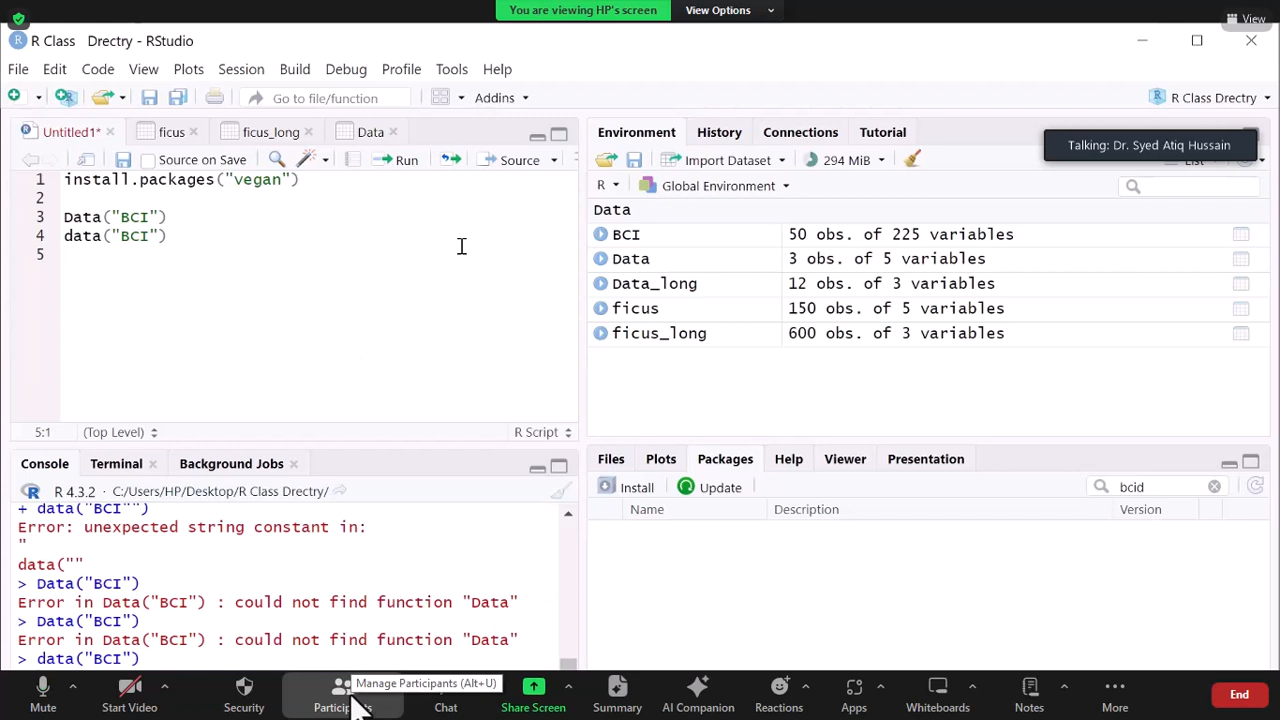 You are viewing HP's screen
View Options
View
R Class Drectry - RStudio
File Edit Code View Plots Session Build Debug Profile Tools Help
Go to file/function
Addins
R Class Drectry
Untitled1*
ficus
ficus_long
Data
Source on Save
Run
Source
1 install.packages("vegan")
2
3 Data("BCI")
4 data("BCI")
5
5:1 (Top Level)
R Script
Environment History Connections Tutorial
Talking: Dr. Syed Atiq Hussain
Import Dataset
294 MiB
List
R
Global Environment
Data
BCI 50 obs. of 225 variables
Data 3 obs. of 5 variables
Data_long 12 obs. of 3 variables
ficus 150 obs. of 5 variables
ficus_long 600 obs. of 3 variables
Console Terminal Background Jobs
R 4.3.2 · C:/Users/HP/Desktop/R Class Drectry/
+ data("BCI"")
Error: unexpected string constant in:
"
data(""
> Data("BCI")
Error in Data("BCI") : could not find function "Data"
> Data("BCI")
Error in Data("BCI") : could not find function "Data"
> data("BCI")
Files Plots Packages Help Viewer Presentation
Install
Update
bcid
Name Description Version
Manage Participants (Alt+U)
Mute
Start Video
Security
Participants
Chat
Share Screen
Summary
AI Companion
Reactions
Apps
Whiteboards
Notes
More
End